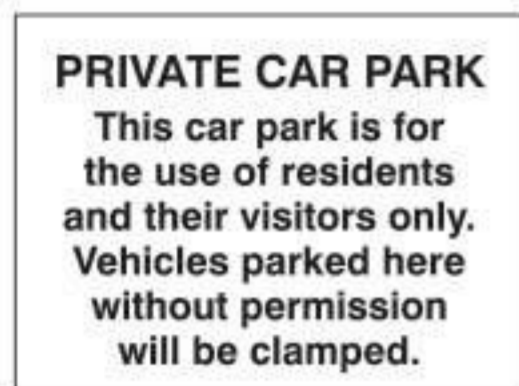 PRIVATE CAR PARK
This car park is for
the use of residents
and their visitors only.
Vehicles parked here
without permission
will be clamped.